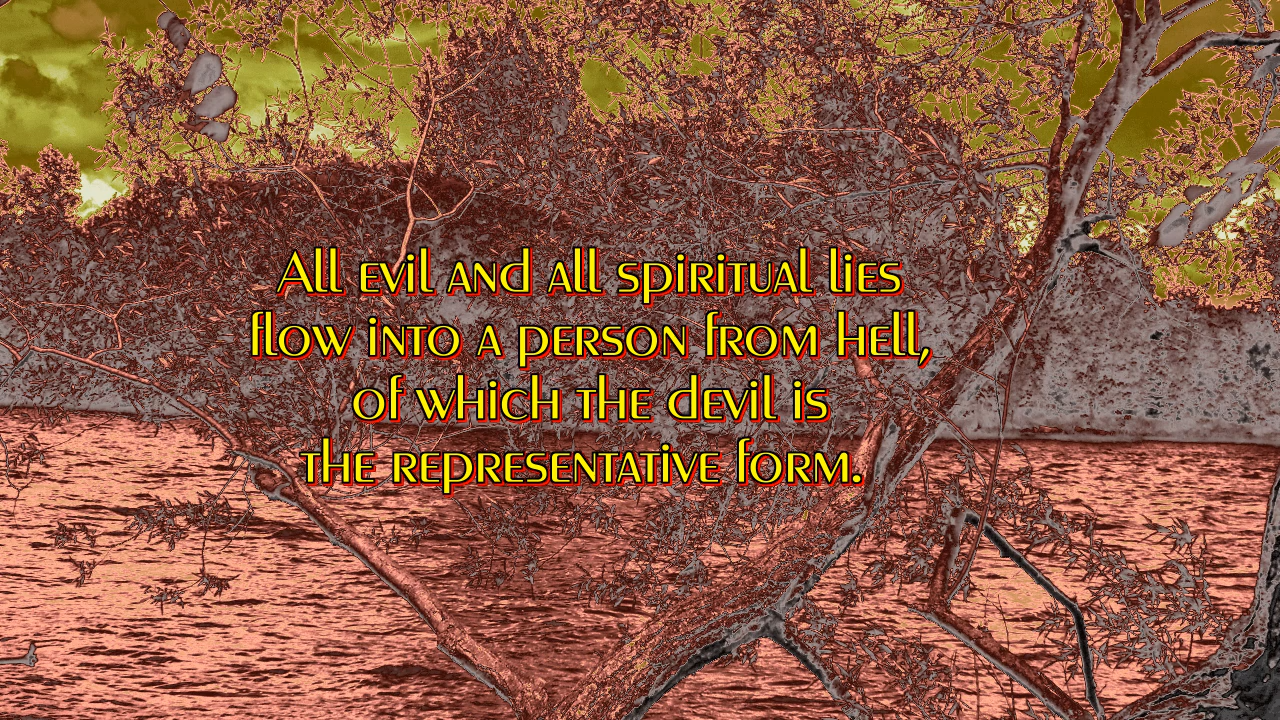 All evil and all spiritual lies
flow into a person from hell,
of which the devil is
the representative form.